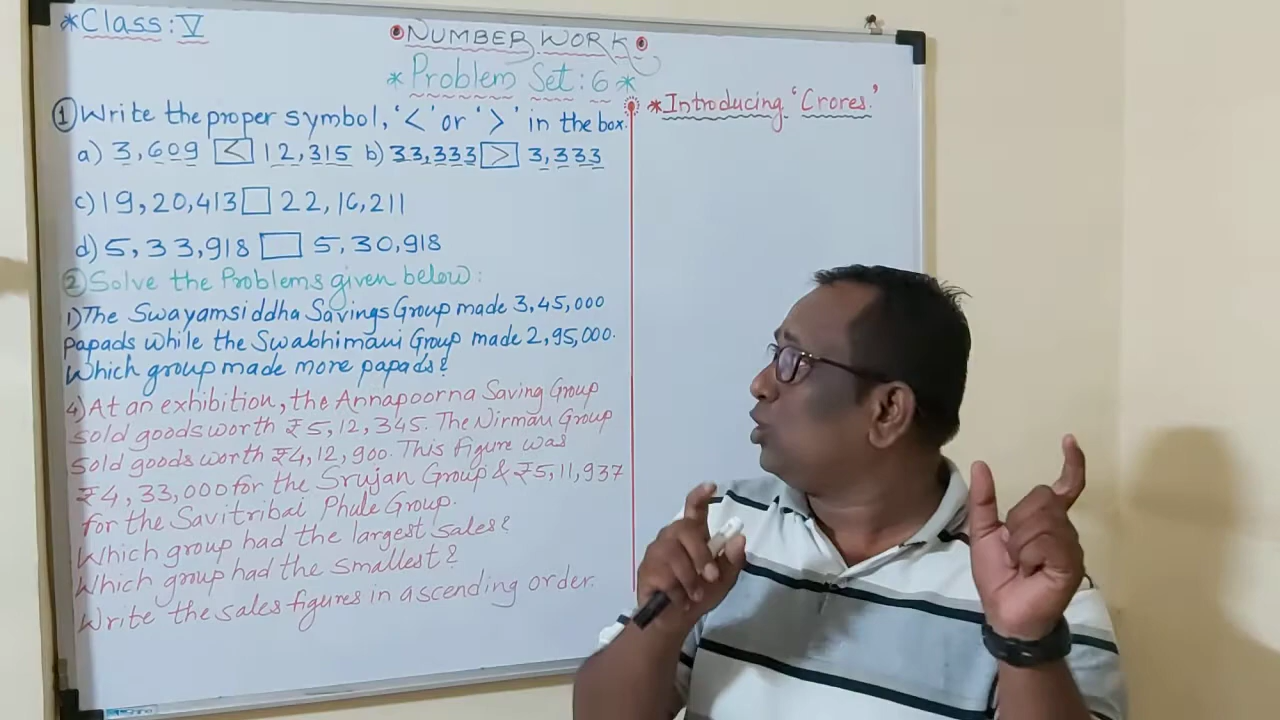 *Class: V
NUMBER WORK
* Problem Set: 6 *
① Write the proper symbol, '<' or '>' in the box.
a) 3,609 < 12,315 b) 33,333 > 3,333
c) 19,20,413 □ 22,16,211
d) 5,33,918 □ 5,30,918
② Solve the Problems given below:
1) The Swayamsiddha Savings Group made 3,45,000
papads while the Swabhimani Group made 2,95,000.
Which group made more papads?
4) At an exhibition, the Annapoorna Saving Group
sold goods worth ₹5,12,345. The Nirman Group
sold goods worth ₹4,12,900. This figure was
₹4,33,000 for the Srujan Group & ₹5,11,937
for the Savitribai Phule Group.
Which group had the largest sales?
Which group had the smallest?
Write the sales figures in ascending order.
* Introducing 'Crores.'